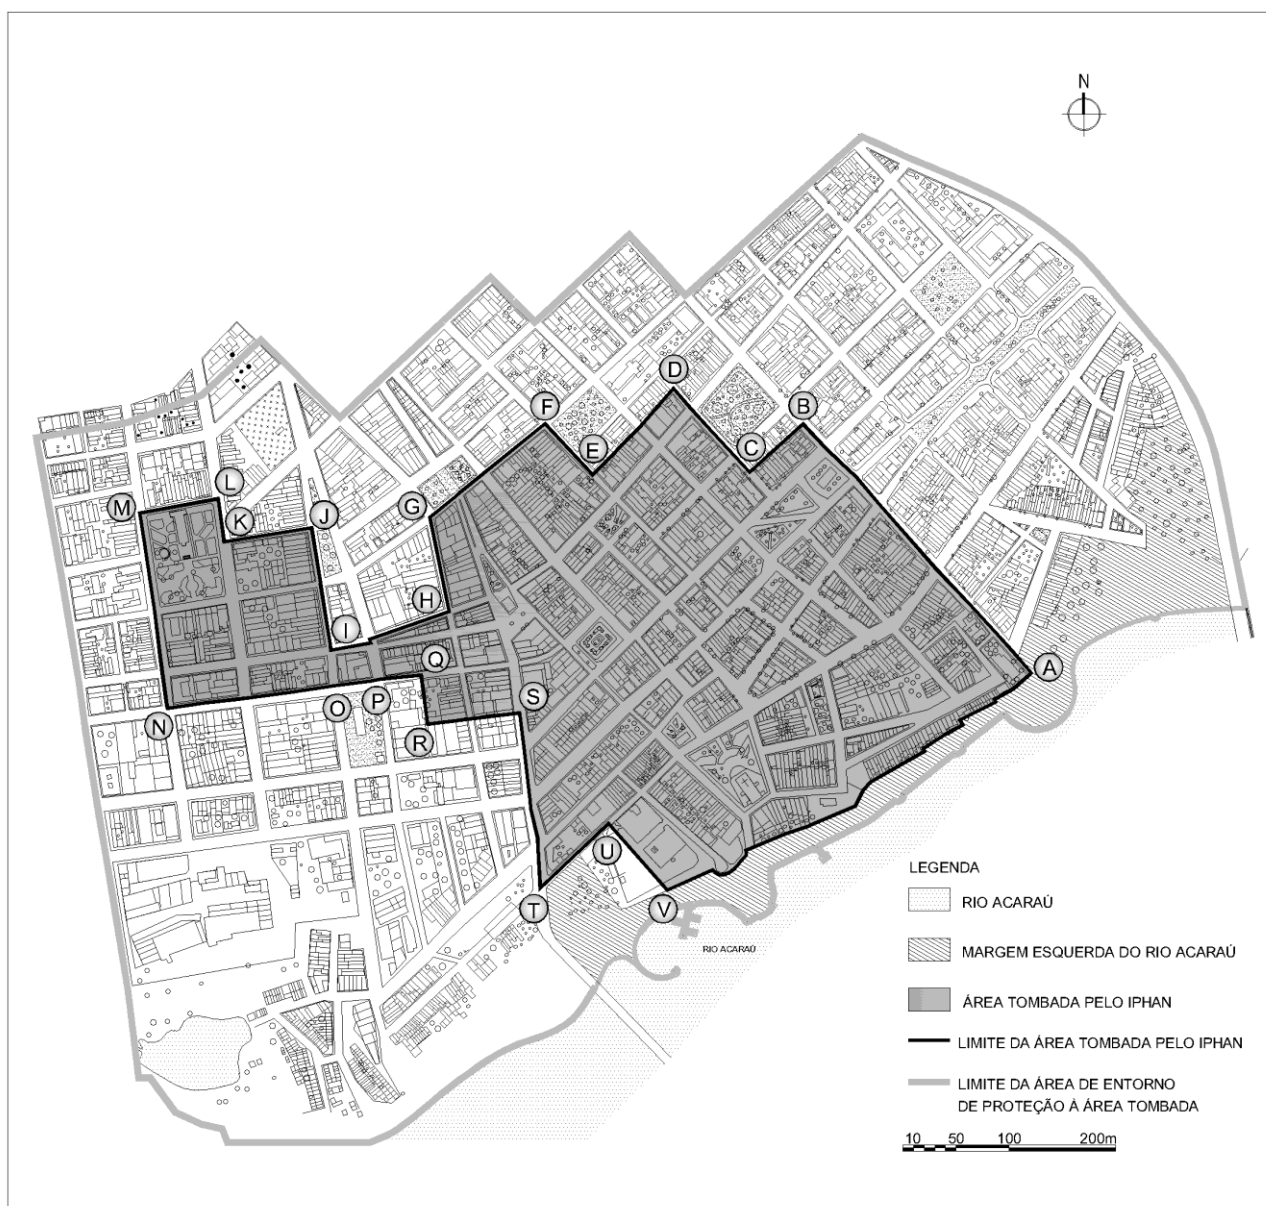 N
D
F
B
E
C
L
M
G
K
J
H
I
Q
A
S
O
P
N
R
U
T
V
RIO ACARAÚ
LEGENDA
RIO ACARAÚ
MARGEM ESQUERDA DO RIO ACARAÚ
ÁREA TOMBADA PELO IPHAN
LIMITE DA ÁREA TOMBADA PELO IPHAN
LIMITE DA ÁREA DE ENTORNO
DE PROTEÇÃO À ÁREA TOMBADA
10 50 100 200m